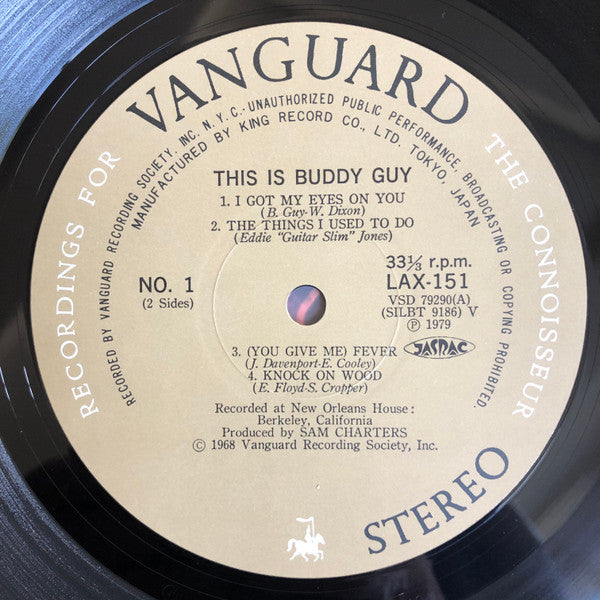 VANGUARD
RECORDINGS FOR THE CONNOISSEUR
RECORDED BY VANGUARD RECORDING SOCIETY, INC. N.Y.C.·UNAUTHORIZED PUBLIC PERFORMANCE, BROADCASTING OR COPYING PROHIBITED.
MANUFACTURED BY KING RECORD CO., LTD. TOKYO, JAPAN
THIS IS BUDDY GUY
1. I GOT MY EYES ON YOU
(B. Guy-W. Dixon)
2. THE THINGS I USED TO DO
(Eddie "Guitar Slim" Jones)
NO. 1
(2 Sides)
33⅓ r.p.m.
LAX-151
VSD 79290(A)
(SILBT 9186) V
Ⓟ 1979
JASRAC
3. (YOU GIVE ME) FEVER
(J. Davenport-E. Cooley)
4. KNOCK ON WOOD
(E. Floyd-S. Cropper)
Recorded at New Orleans House:
Berkeley, California
Produced by SAM CHARTERS
© 1968 Vanguard Recording Society, Inc.
STEREO